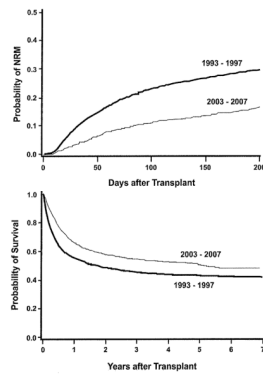 0.5
0.4
0.3
0.2
0.1
0.0
Probability of NRM
1993 - 1997
2003 - 2007
0 50 100 150 200
Days after Transplant
1.0
0.8
0.6
0.4
0.2
0.0
Probability of Survival
2003 - 2007
1993 - 1997
0 1 2 3 4 5 6 7
Years after Transplant